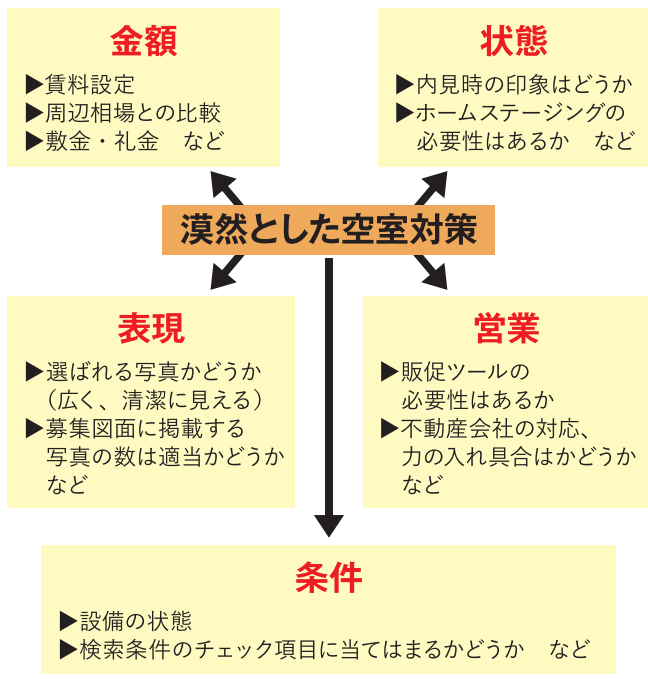 金額
▶賃料設定
▶周辺相場との比較
▶敷金・礼金　など
状態
▶内見時の印象はどうか
▶ホームステージングの
必要性はあるか　など
漠然とした空室対策
表現
▶選ばれる写真かどうか
（広く、清潔に見える）
▶募集図面に掲載する
写真の数は適当かどうか
など
営業
▶販促ツールの
必要性はあるか
▶不動産会社の対応、
力の入れ具合はかどうか
など
条件
▶設備の状態
▶検索条件のチェック項目に当てはまるかどうか　など